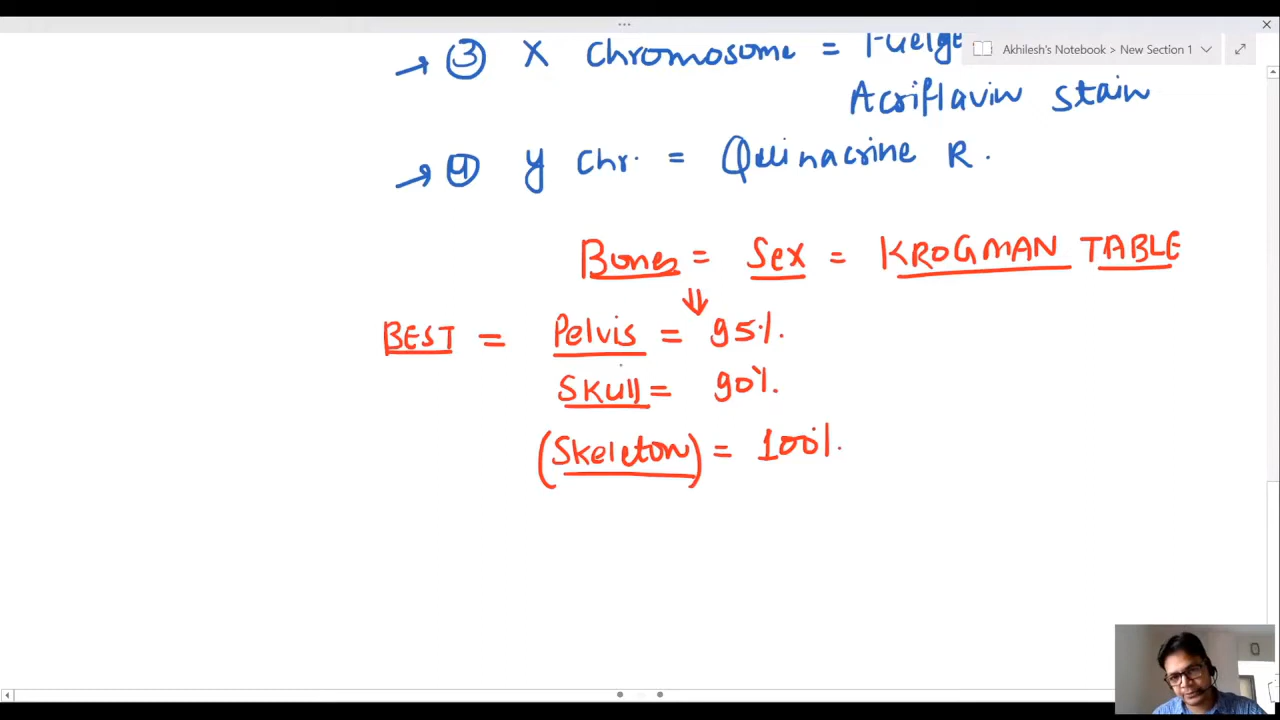 Akhilesh's Notebook > New Section 1
→ ③ X Chromosome =
Acriflavin stain
→ ④ Y Chr. = Quinacrine R.
Bones = Sex = KROGMAN TABLE
BEST = Pelvis = 95%.
Skull = 90%.
(Skeleton) = 100%.